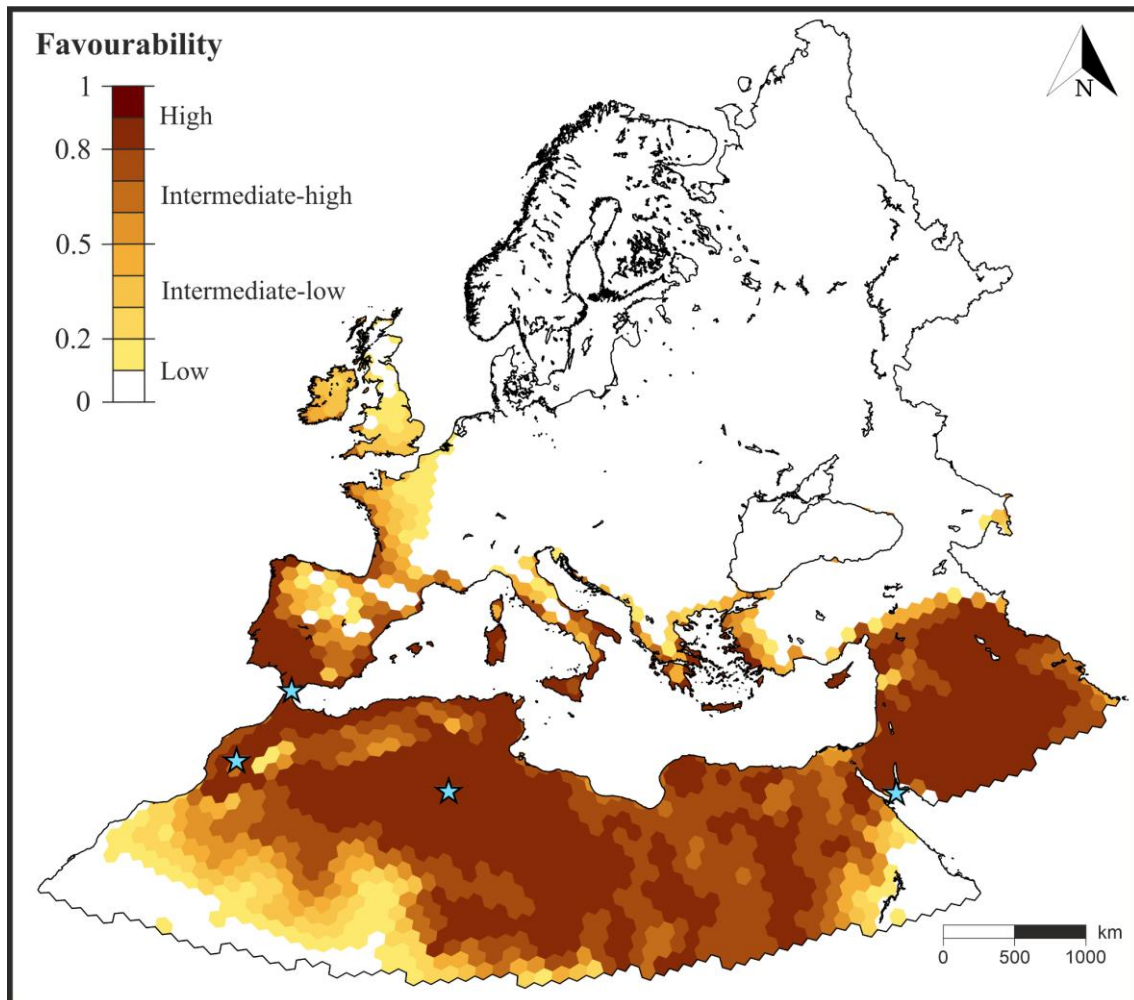 Favourability
1
High
0.8
Intermediate-high
0.5
Intermediate-low
0.2
Low
0
N
km
0 500 1000